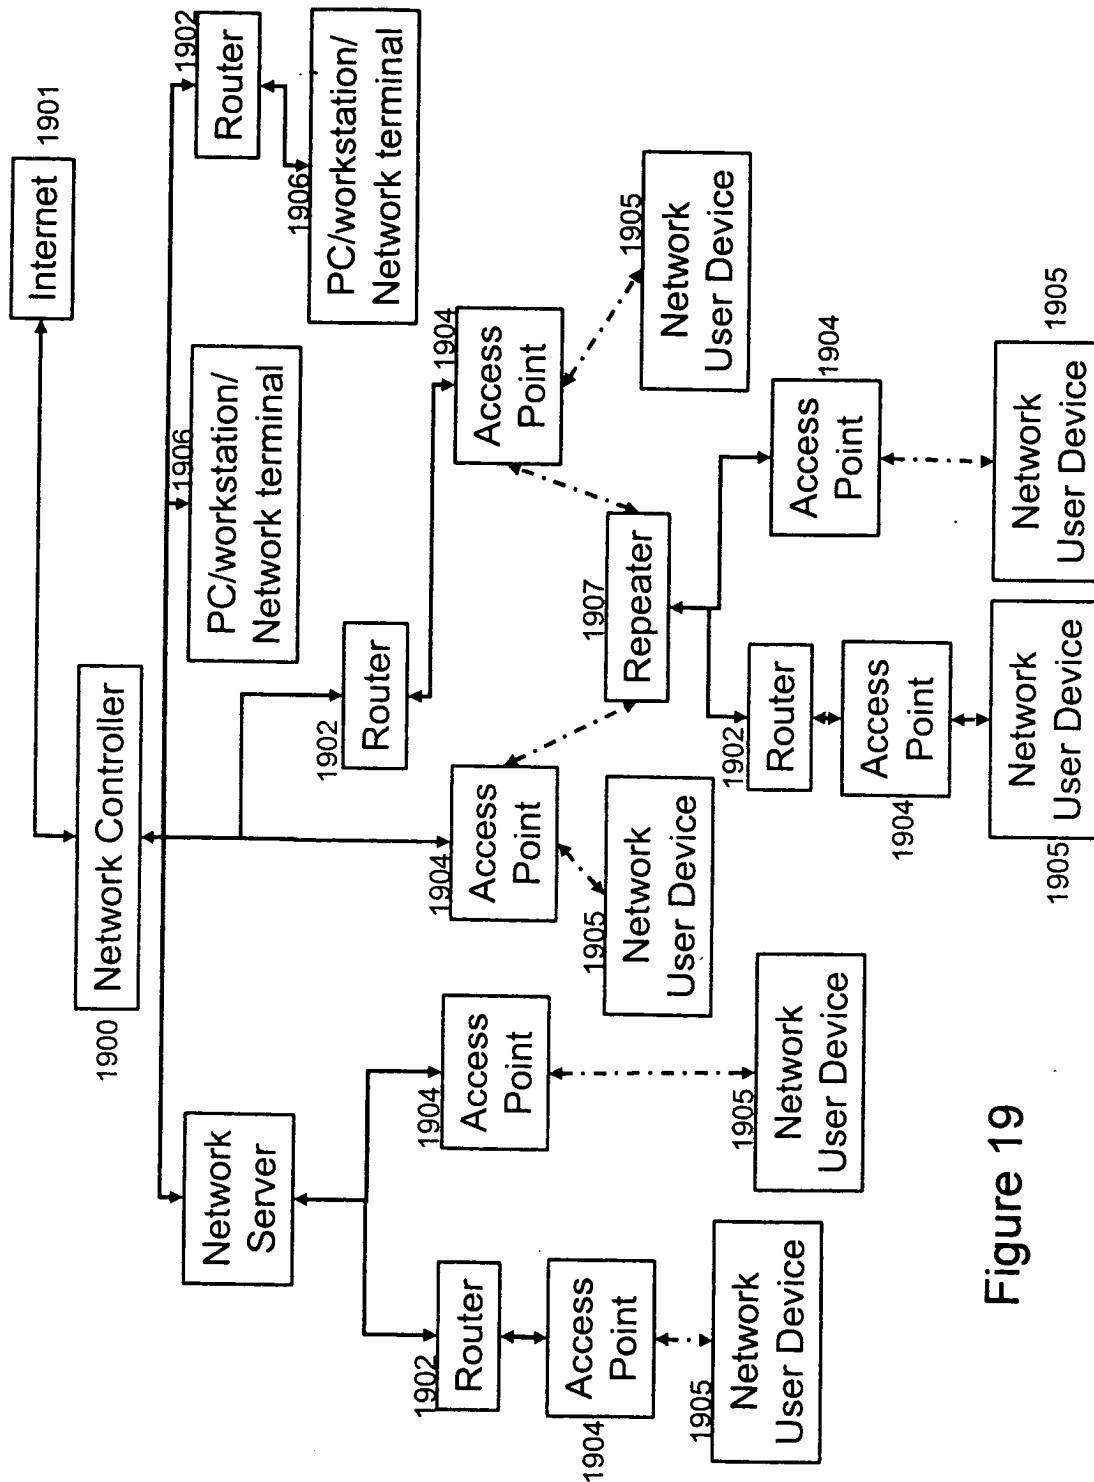 Internet
1901
1900
Network Controller
Network
Server
PC/workstation/
Network terminal
1906
Router
1902
PC/workstation/
Network terminal
1906
1902
Router
1902
Router
1904
Access
Point
1904
Access
Point
1904
Access
Point
1904
Access
Point
1907
Repeater
1905
Network
User Device
1905
Network
User Device
1905
Network
User Device
1905
Network
User Device
1902
Router
1904
Access
Point
1904
Access
Point
1905
Network
User Device
1905
Network
User Device
Figure 19